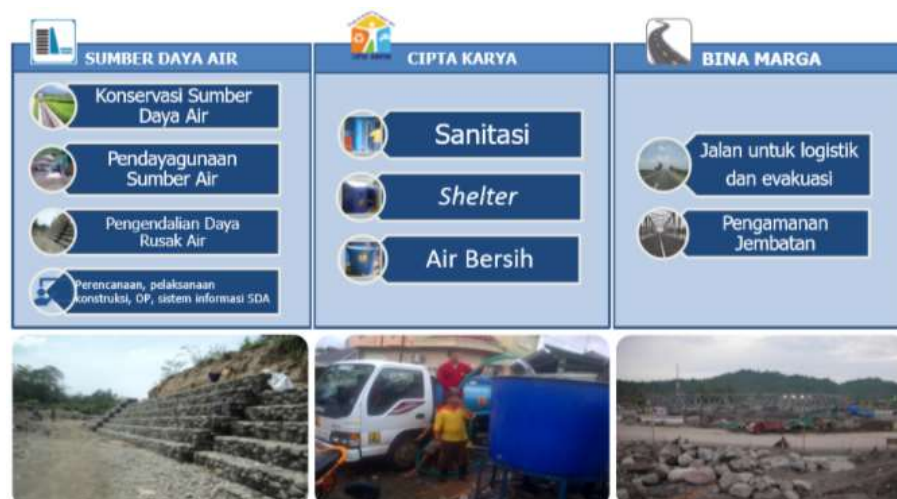 SUMBER DAYA AIR
Konservasi Sumber
Daya Air
Pendayagunaan
Sumber Air
Pengendalian Daya
Rusak Air
Perencanaan, pelaksanaan
konstruksi, OP, sistem informasi SDA
CIPTA KARYA
Sanitasi
Shelter
Air Bersih
BINA MARGA
Jalan untuk logistik
dan evakuasi
Pengamanan
Jembatan